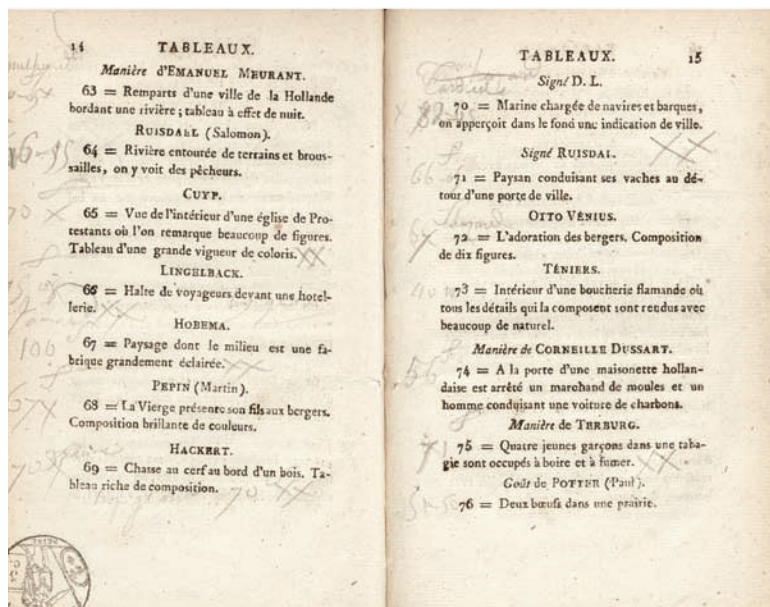 14 TABLEAUX.
Manière d'EMANUEL MEURANT.
63 = Remparts d'une ville de la Hollande
bordant une rivière ; tableau à effet de nuit.
RUISDALL (Salomon).
64 = Rivière entourée de terrains et brous-
sailles, on y voit des pêcheurs.
CUYP.
65 = Vue de l'intérieur d'une église de Pro-
testants où l'on remarque beaucoup de figures.
Tableau d'une grande vigueur de coloris.
LINGELBACK.
66 = Halte de voyageurs devant une hotel-
lerie.
HOBEMA.
67 = Paysage dont le milieu est une fa-
brique grandement éclairée.
PEPIN (Martin).
68 = La Vierge présente son fils aux bergers.
Composition brillante de couleurs.
HACKERT.
69 = Chasse au cerf au bord d'un bois. Ta-
bleau riche de composition.
70 XX
TABLEAUX. 15
Signé D. L.
70 = Marine chargée de navires et barques,
on apperçoit dans le fond une indication de ville.
Signé RUISDAL.
71 = Paysan conduisant ses vaches au dé-
tour d'une porte de ville.
OTTO VÉNIUS.
72 = L'adoration des bergers. Composition
de dix figures.
TÉNIERS.
73 = Intérieur d'une boucherie flamande où
tous les détails qui la composent sont rendus avec
beaucoup de naturel.
Manière de CORNEILLE DUSSART.
74 = A la porte d'une maisonette hollan-
daise est arrêté un marchand de moules et un
homme conduisant une voiture de charbons.
Manière de TERBURG.
75 = Quatre jeunes garçons dans une taba-
gie sont occupés à boire et à fumer.
Goût de POTTER (Paul).
76 = Deux bœufs dans une prairie.